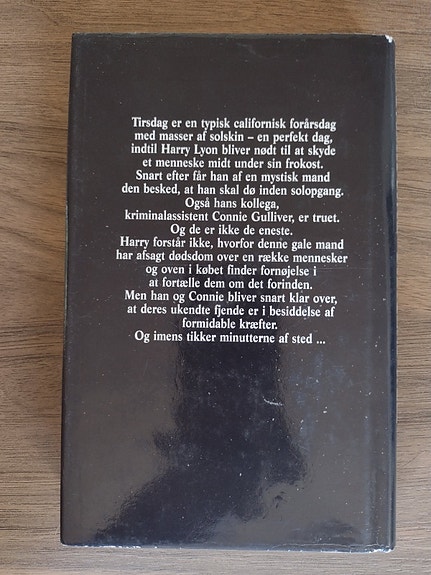 Tirsdag er en typisk californisk forårsdag
med masser af solskin – en perfekt dag,
indtil Harry Lyon bliver nødt til at skyde
et menneske midt under sin frokost.
Snart efter får han af en mystisk mand
den besked, at han skal dø inden solopgang.
Også hans kollega,
kriminalassistent Connie Gulliver, er truet.
Og de er ikke de eneste.
Harry forstår ikke, hvorfor denne gale mand
har afsagt dødsdom over en række mennesker
og oven i købet finder fornøjelse i
at fortælle dem om det forinden.
Men han og Connie bliver snart klar over,
at deres ukendte fjende er i besiddelse af
formidable kræfter.
Og imens tikker minutterne af sted ...